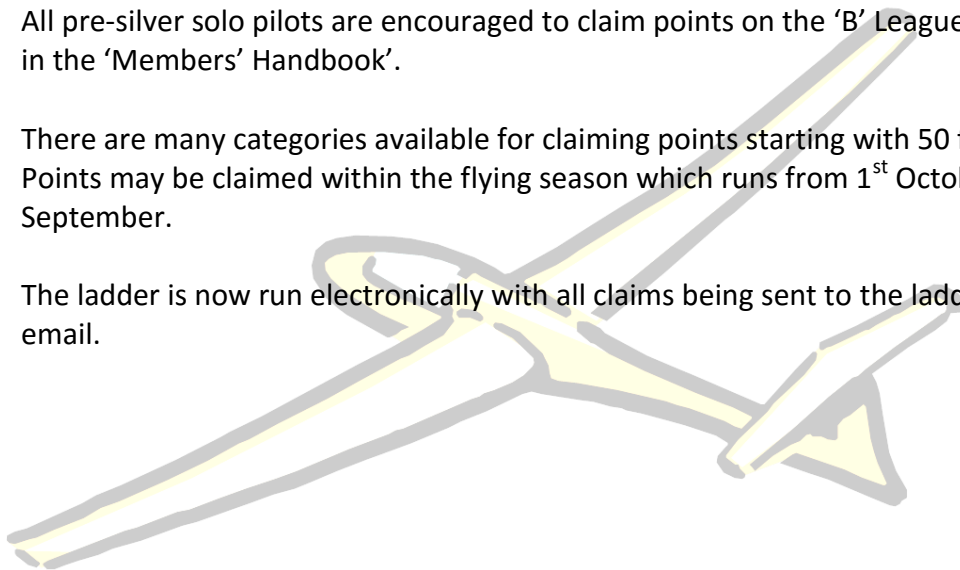 All pre-silver solo pilots are encouraged to claim points on the ‘B’ League
in the ‘Members’ Handbook’.
There are many categories available for claiming points starting with 50
Points may be claimed within the flying season which runs from 1st
September.
The ladder is now run electronically with all claims being sent to the
email.